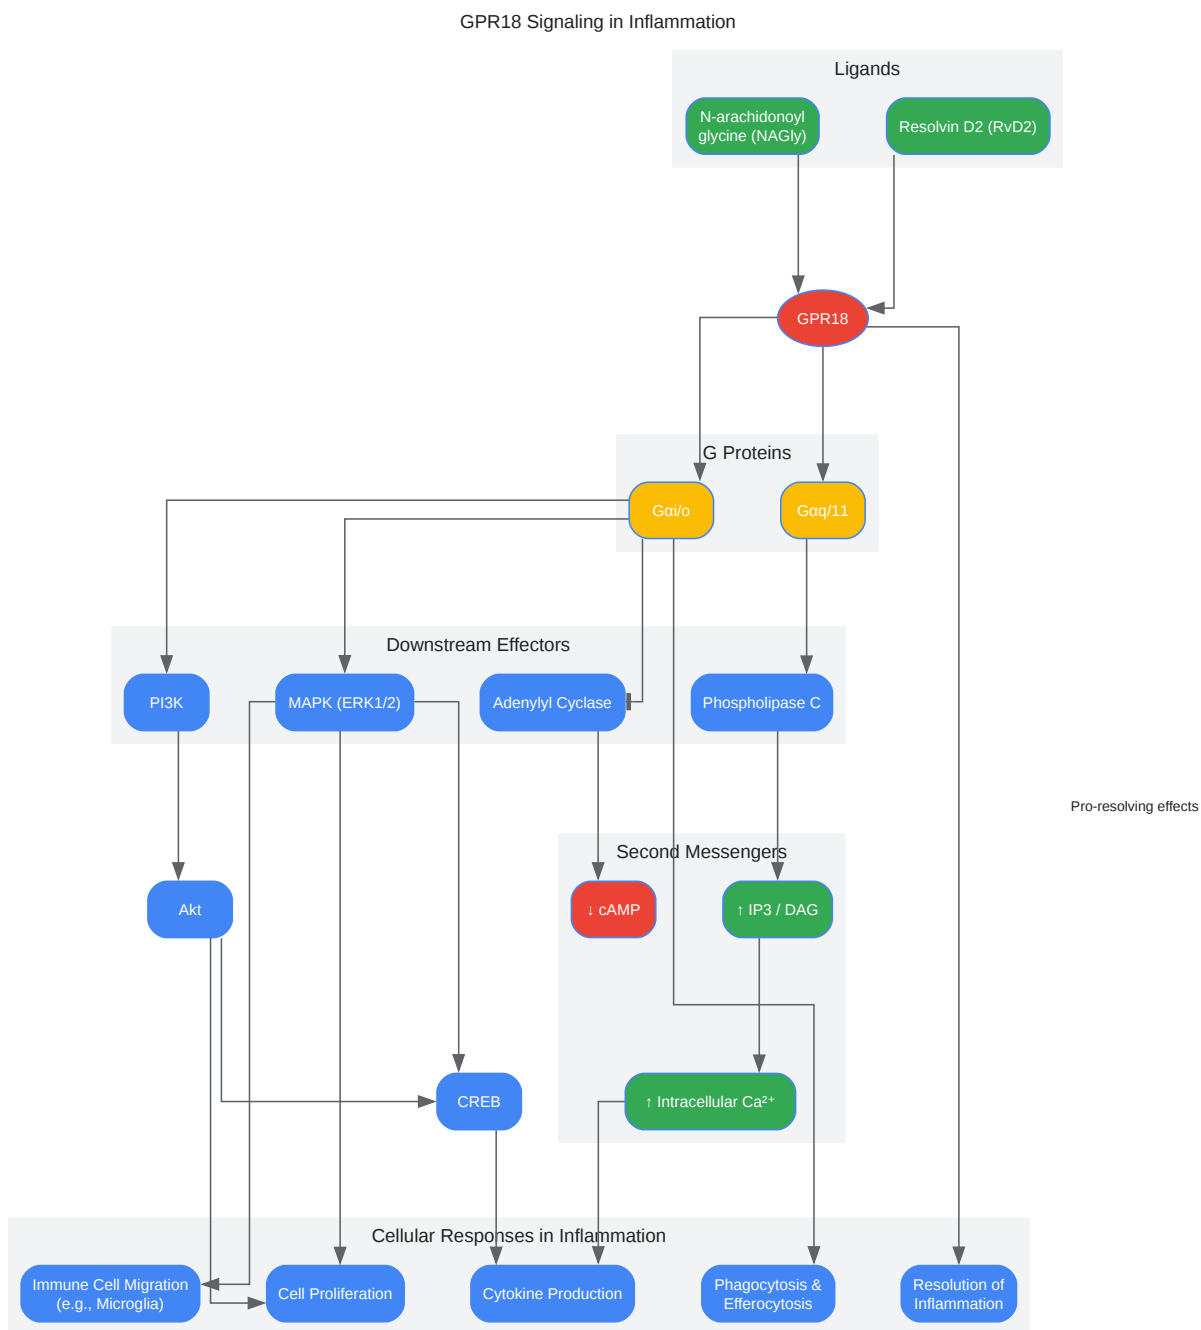 GPR18 Signaling in Inflammation
Ligands
N-arachidonoyl
glycine (NAGly)
Resolvin D2 (RvD2)
GPR18
G Proteins
Gαi/o
Gαq/11
Downstream Effectors
PI3K
MAPK (ERK1/2)
Adenylyl Cyclase
Phospholipase C
Pro-resolving effects
Second Messengers
Akt
↓ cAMP
↑ IP3 / DAG
CREB
↑ Intracellular Ca²⁺
Cellular Responses in Inflammation
Immune Cell Migration
(e.g., Microglia)
Cell Proliferation
Cytokine Production
Phagocytosis &
Efferocytosis
Resolution of
Inflammation